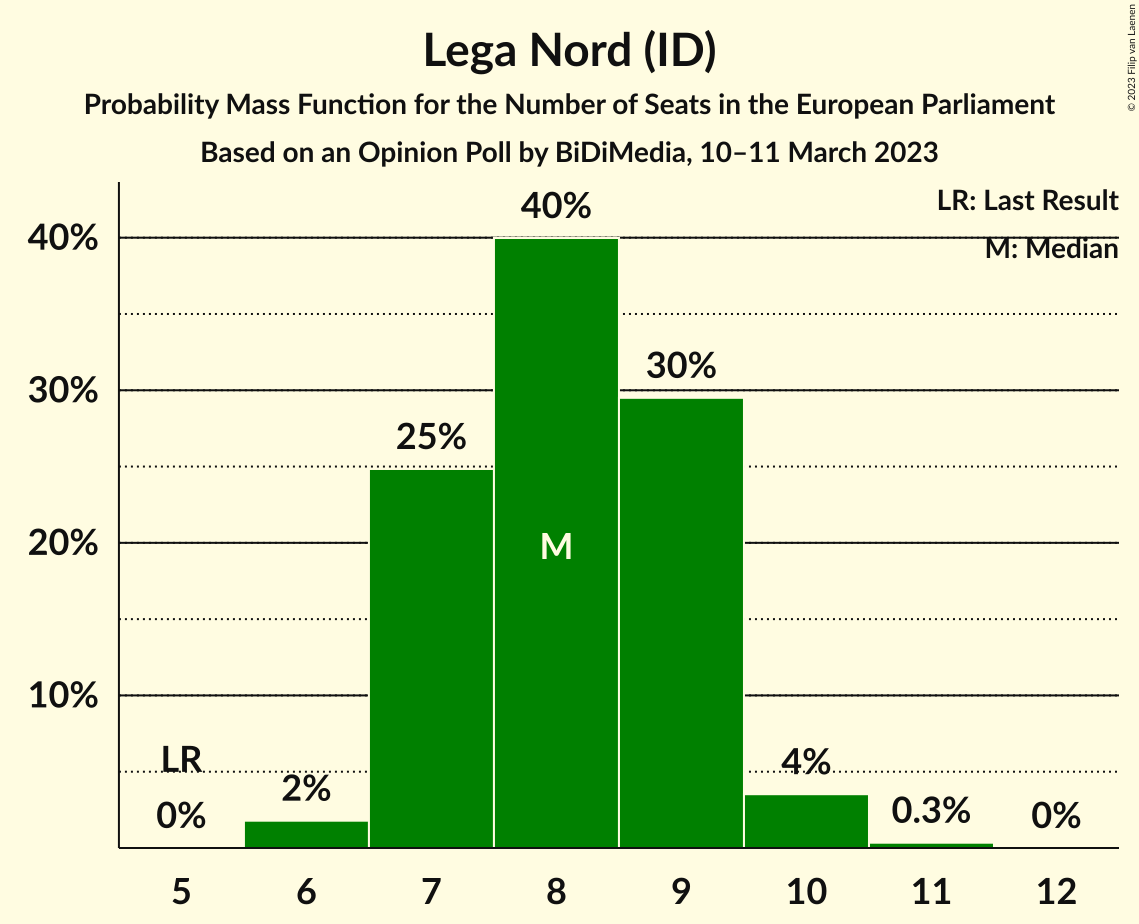 Lega Nord (ID)
Probability Mass Function for the Number of Seats in the European Parliament
Based on an Opinion Poll by BiDiMedia, 10–11 March 2023
© 2023 Filip van Laenen
LR: Last Result
M: Median
40%
30%
20%
10%
LR
0%
2%
25%
40%
M
30%
4%
0.3%
0%
5 6 7 8 9 10 11 12